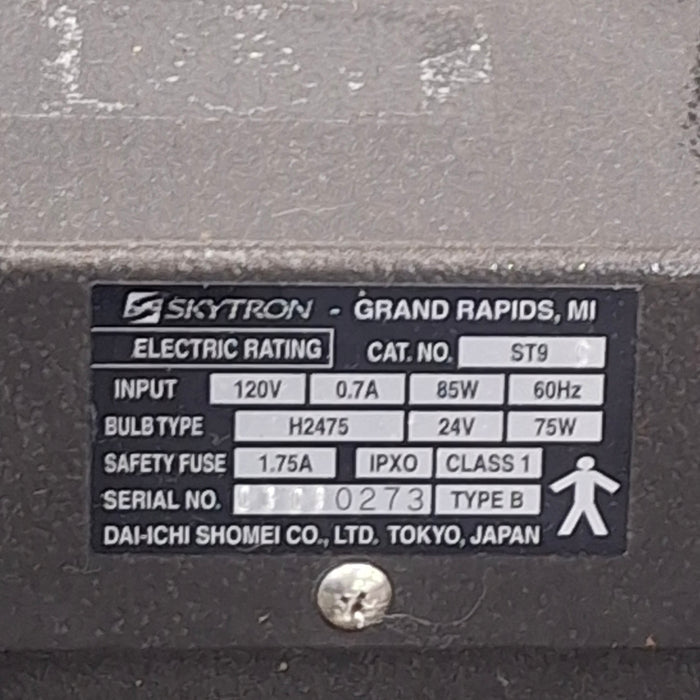 SKYTRON - GRAND RAPIDS, MI
ELECTRIC RATING CAT. NO. ST9
INPUT 120V 0.7A 85W 60Hz
BULB TYPE H2475 24V 75W
SAFETY FUSE 1.75A IPXO CLASS 1
SERIAL NO. 0273 TYPE B
DAI-ICHI SHOMEI CO., LTD. TOKYO, JAPAN